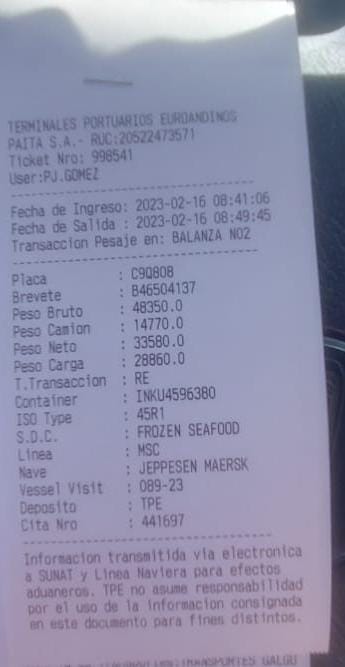 TERMINALES PORTUARIOS EUROANDINOS
PAITA S.A.- RUC:20522473571
Ticket Nro: 998541
User:PJ.GOMEZ
Fecha de Ingreso: 2023-02-16 08:41:06
Fecha de Salida : 2023-02-16 08:49:45
Transaccion Pesaje en: BALANZA NO2
Placa : C9Q808
Brevete : B46504137
Peso Bruto : 48350.0
Peso Camion : 14770.0
Peso Neto : 33580.0
Peso Carga : 28860.0
T.Transaccion : RE
Container : INKU4596380
ISO Type : 45R1
S.D.C. : FROZEN SEAFOOD
Linea : MSC
Nave : JEPPESEN MAERSK
Vessel Visit : 089-23
Deposito : TPE
Cita Nro : 441697
Informacion transmitida via electronica
a SUNAT y Linea Naviera para efectos
aduaneros. TPE no asume responsabilidad
por el uso de la informacion consignada
en este documento para fines distintos.
TRANSPORTES GALGO